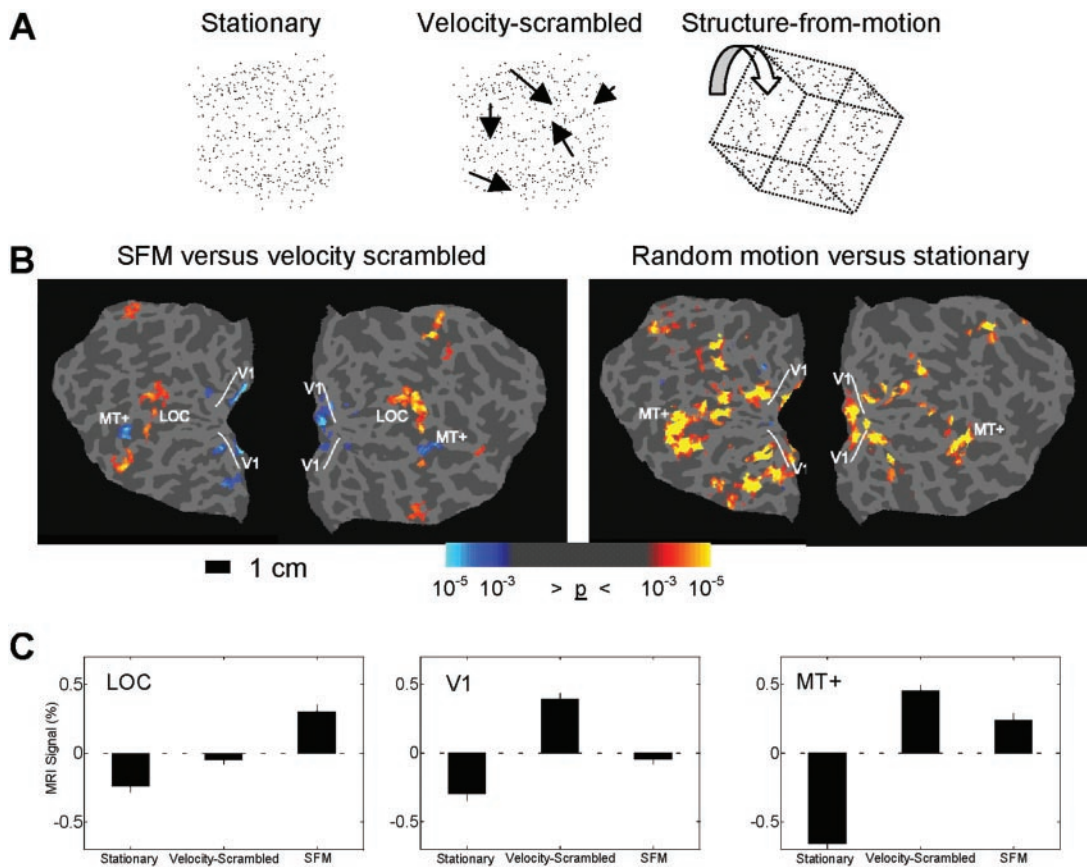 A
Stationary Velocity-scrambled Structure-from-motion
B
SFM versus velocity scrambled Random motion versus stationary
V1 V1 V1 V1
MT+ LOC LOC MT+ MT+ MT+
V1 V1 V1 V1
1 cm
10-5 10-3 > p < 10-3 10-5
C
LOC V1 MT+
MRI Signal (%)
0.5 0.5 0.5
0 0 0
-0.5 -0.5 -0.5
Stationary Velocity-Scrambled SFM Stationary Velocity-Scrambled SFM Stationary Velocity-Scrambled SFM